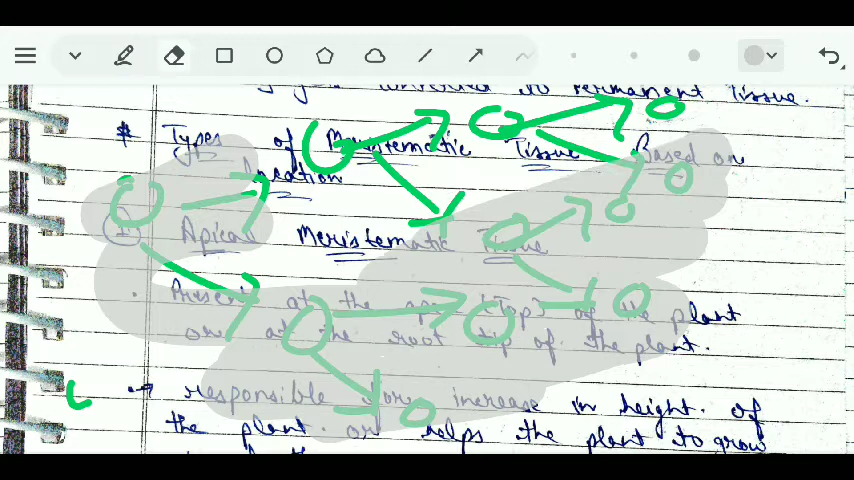 to Permanent Tissue.
* Types of Meristematic Tissue Based on
Location
① Apical Meristematic Tissue
. Present at the apex [Top] of the plant
or at the root tip of the plant.
→ responsible for increase in height. of
the plant. or helps the plant to grow